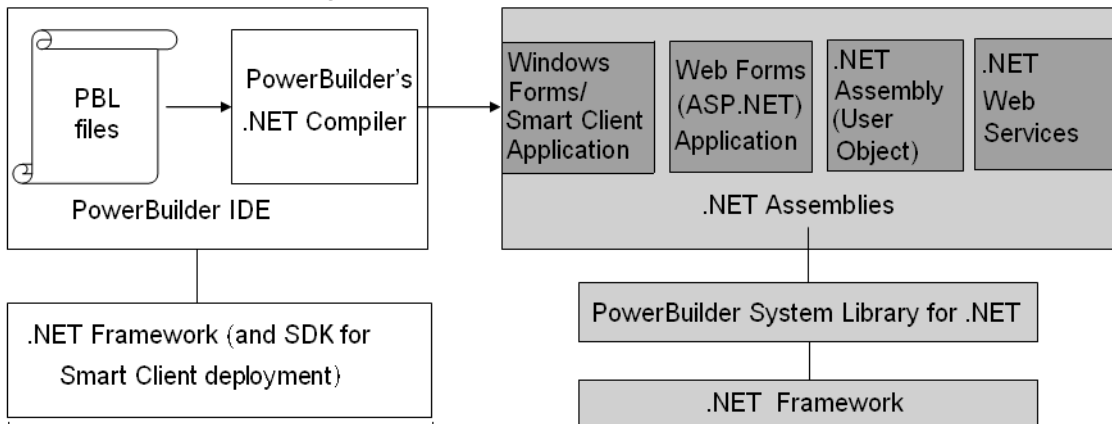 PBL
files
PowerBuilder's
.NET Compiler
PowerBuilder IDE
.NET Framework (and SDK for
Smart Client deployment)
Windows
Forms/
Smart Client
Application
Web Forms
(ASP.NET)
Application
.NET
Assembly
(User
Object)
.NET
Web
Services
.NET Assemblies
PowerBuilder System Library for .NET
.NET Framework